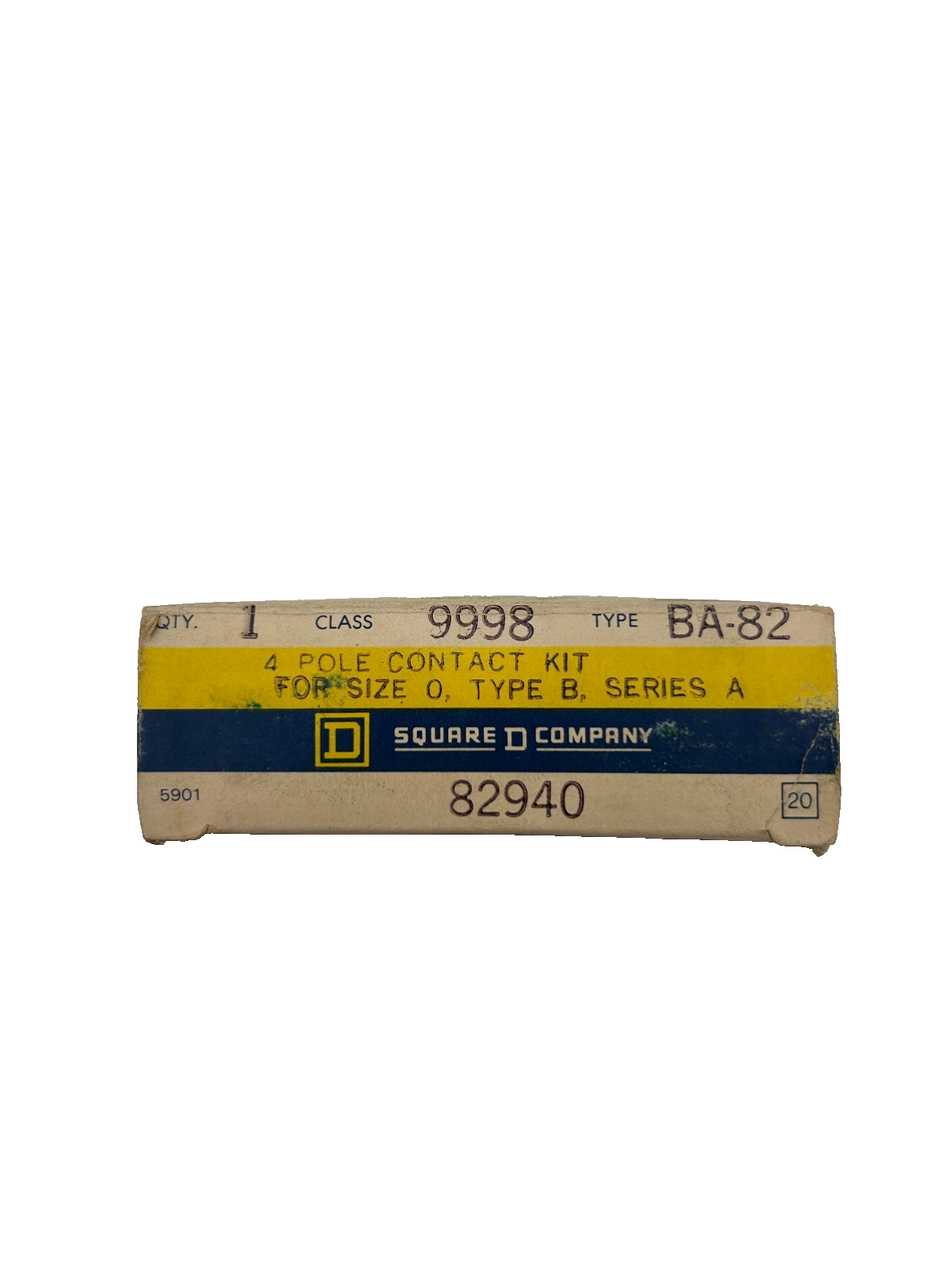 QTY. 1 CLASS 9998 TYPE BA-82
4 POLE CONTACT KIT
FOR SIZE 0, TYPE B, SERIES A
D SQUARE D COMPANY
5901 82940 20